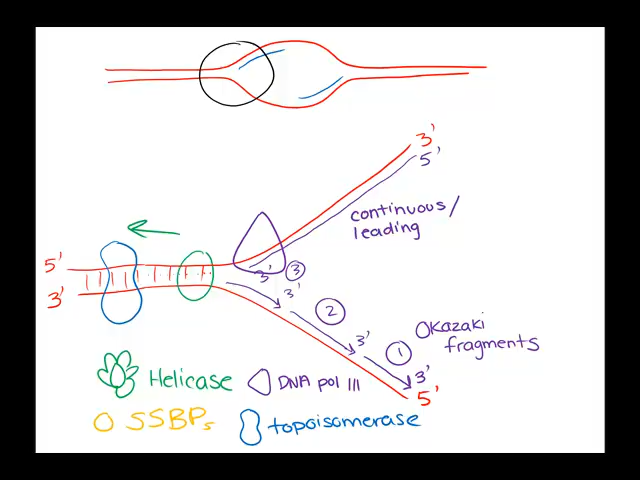 3'
5'
continuous/
leading
5'
3'
3'
3
3'
2
3'
1
Okazaki
fragments
3'
5'
Helicase
DNA pol III
SSBPs
topoisomerase